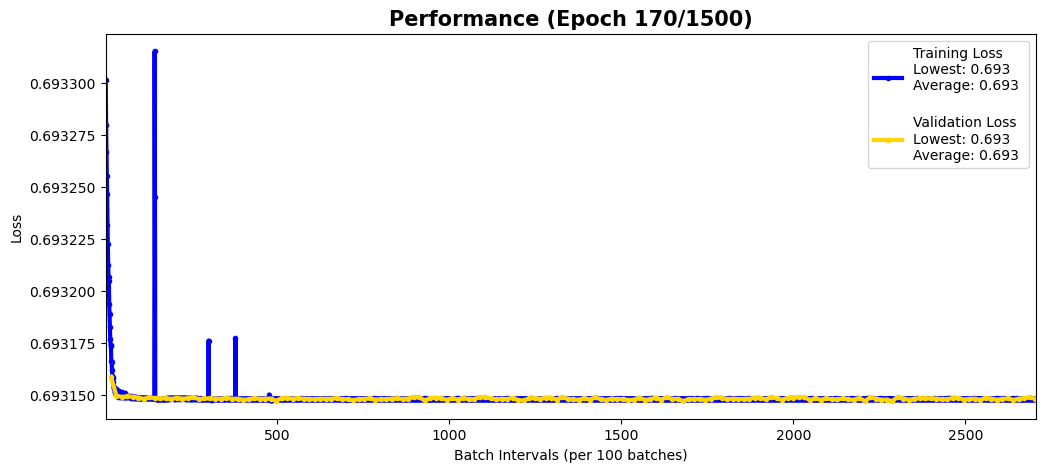 Performance (Epoch 170/1500)
Training Loss
Lowest: 0.693
Average: 0.693
Validation Loss
Lowest: 0.693
Average: 0.693
Loss
0.693300
0.693275
0.693250
0.693225
0.693200
0.693175
0.693150
500
1000
1500
2000
2500
Batch Intervals (per 100 batches)